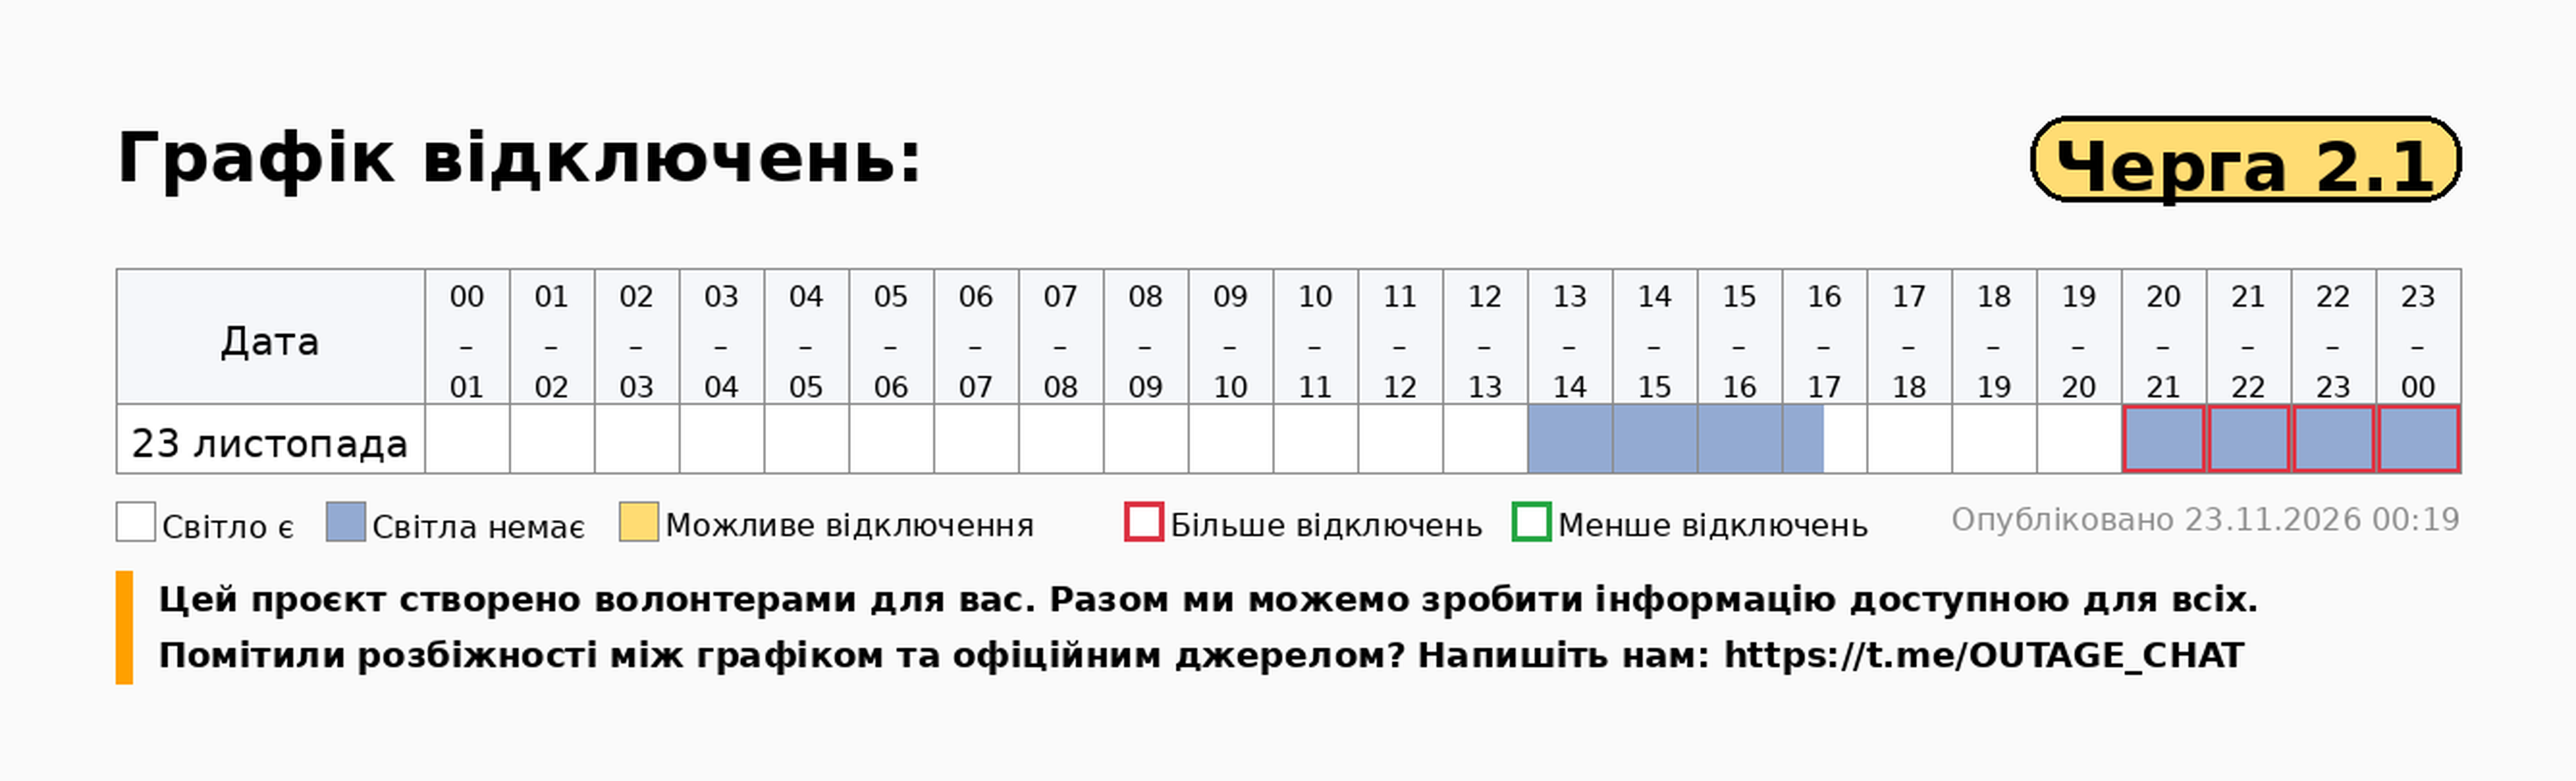 Графік відключень:
Черга 2.1
Дата
00 – 01
01 – 02
02 – 03
03 – 04
04 – 05
05 – 06
06 – 07
07 – 08
08 – 09
09 – 10
10 – 11
11 – 12
12 – 13
13 – 14
14 – 15
15 – 16
16 – 17
17 – 18
18 – 19
19 – 20
20 – 21
21 – 22
22 – 23
23 – 00
23 листопада
Світло є
Світла немає
Можливе відключення
Більше відключень
Менше відключень
Опубліковано 23.11.2026 00:19
Цей проєкт створено волонтерами для вас. Разом ми можемо зробити інформацію доступною для всіх.
Помітили розбіжності між графіком та офіційним джерелом? Напишіть нам: https://t.me/OUTAGE_CHAT